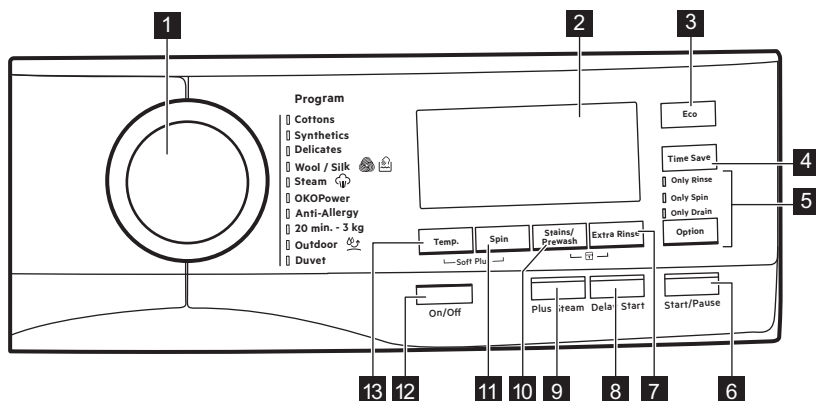 1
2
3
Program
Cottons
Synthetics
Delicates
Wool / Silk
Steam
OKOPower
Anti-Allergy
20 min. - 3 kg
Outdoor
Duvet
Eco
Time Save
4
Only Rinse
Only Spin
Only Drain
5
Option
Temp.
Spin
Stains/
Prewash
Extra Rinse
Soft Plu
On/Off
Plus Steam
Delay Start
Start/Pause
13
12
11
10
9
8
7
6